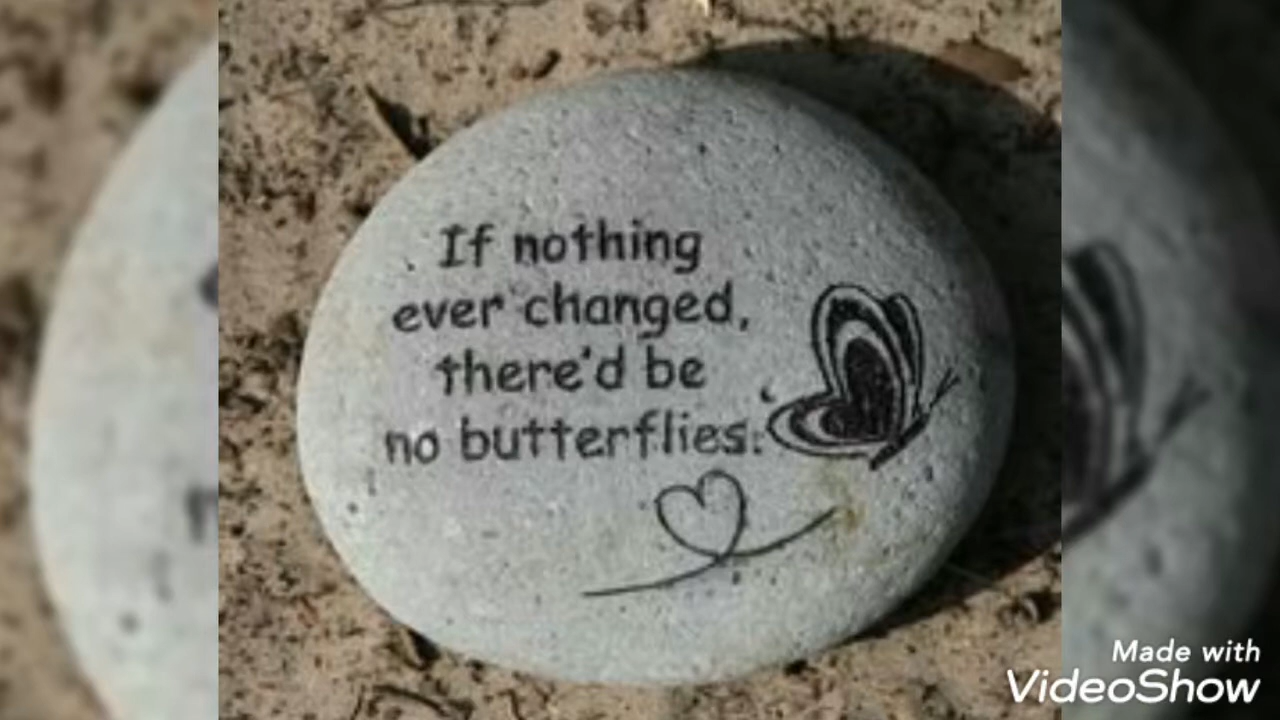 If nothing
ever changed,
there'd be
no butterflies.
Made with
VideoShow